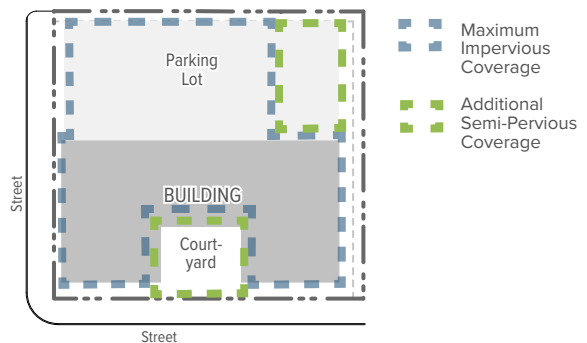 Parking
Lot
BUILDING
Court-
yard
Street
Street
Maximum
Impervious
Coverage
Additional
Semi-Pervious
Coverage